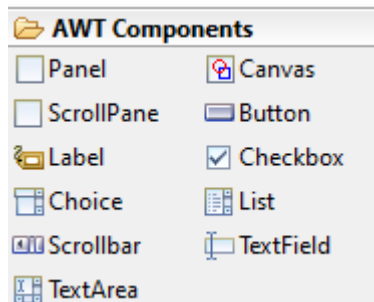 AWT Components
Panel Canvas
ScrollPane Button
Label Checkbox
Choice List
Scrollbar TextField
TextArea